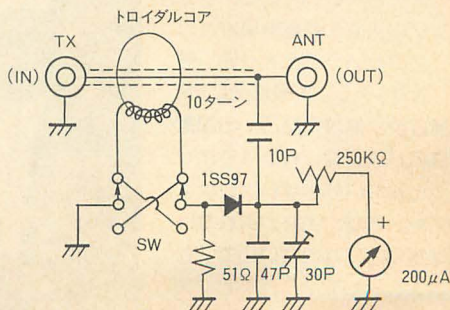 トロイダルコア
TX
ANT
(IN)
(OUT)
10ターン
10P
250KΩ
1SS97
+
SW
51Ω
47P
30P
200μA